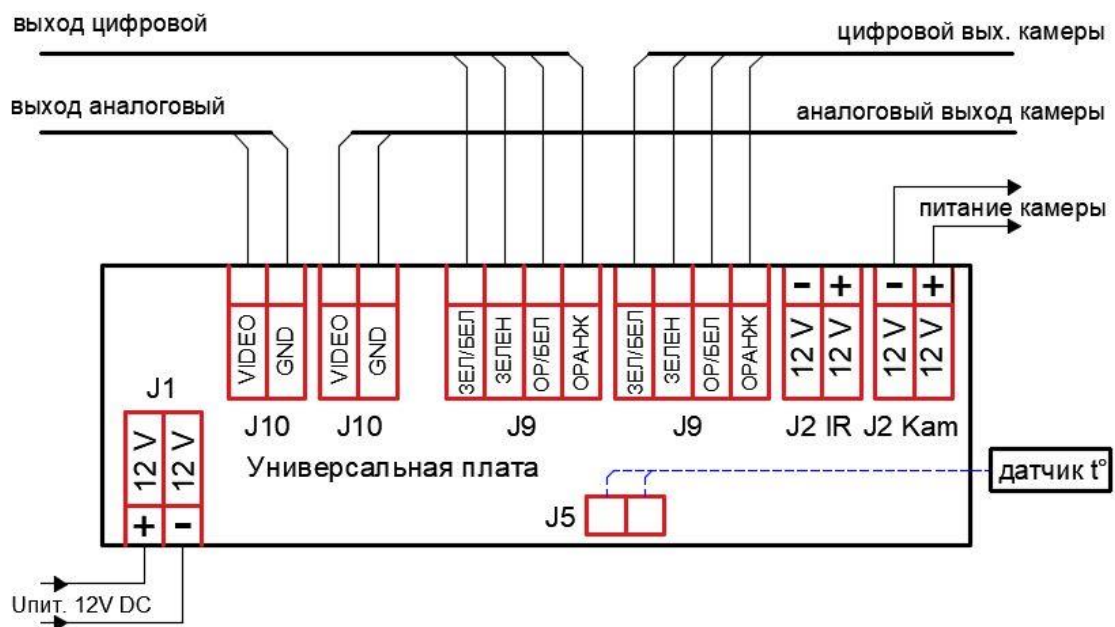 выход цифровой
цифровой вых. камеры
выход аналоговый
аналоговый выход камеры
питание камеры
- + - +
VIDEO GND VIDEO GND ЗЕЛ/БЕЛ ЗЕЛЕН ОР/БЕЛ ОРАНЖ ЗЕЛ/БЕЛ ЗЕЛЕН ОР/БЕЛ ОРАНЖ 12 V 12 V 12 V 12 V
J1
J10 J10 J9 J9 J2 IR J2 Kam
12 V 12 V
Универсальная плата
датчик t°
J5
+ -
Uпит. 12V DC